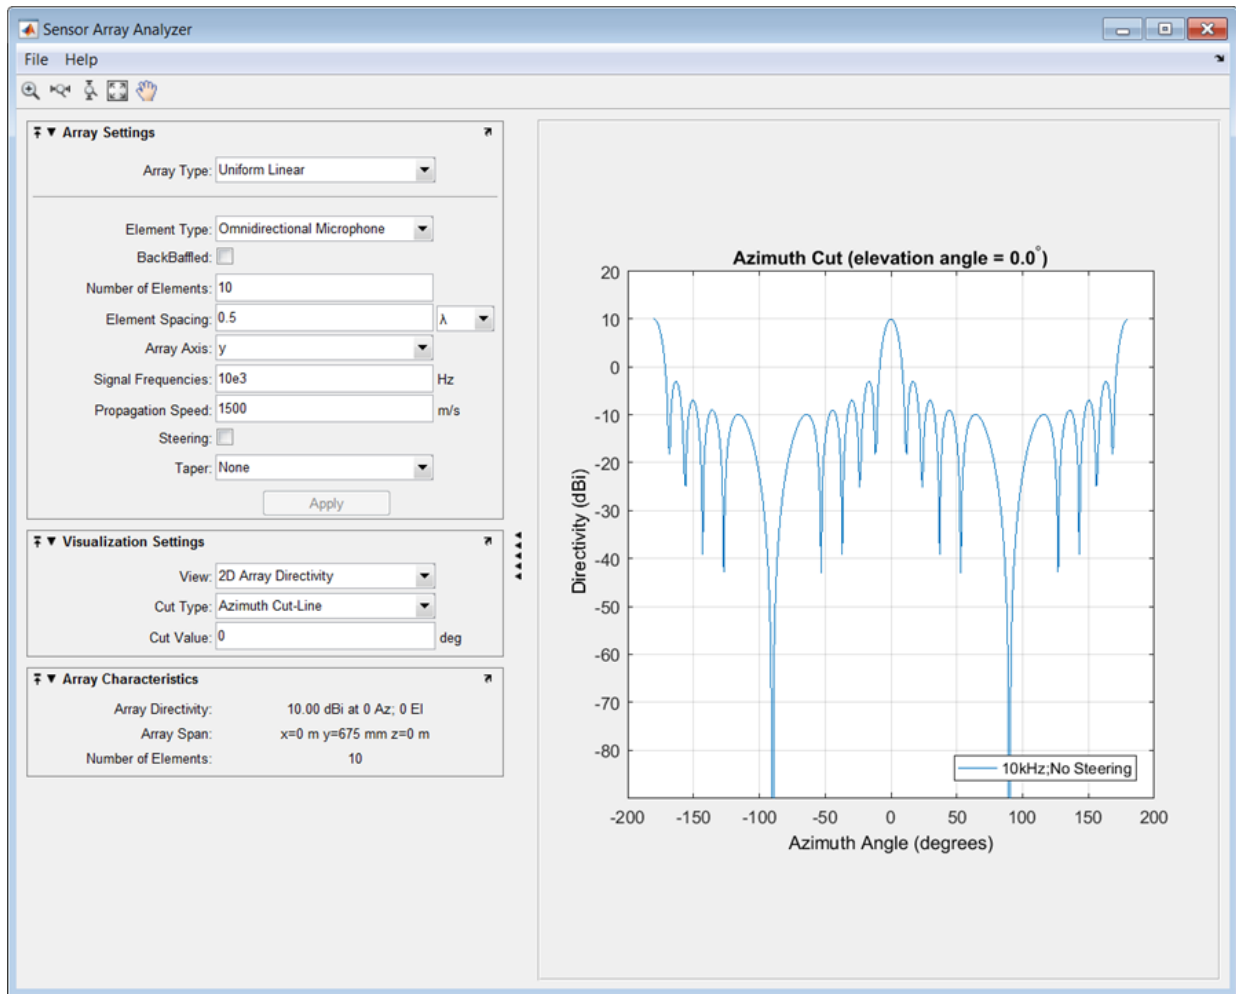 Sensor Array Analyzer
File Help
Array Settings
Array Type: Uniform Linear
Element Type: Omnidirectional Microphone
BackBaffled:
Number of Elements: 10
Element Spacing: 0.5 λ
Array Axis: y
Signal Frequencies: 10e3 Hz
Propagation Speed: 1500 m/s
Steering:
Taper: None
Apply
Visualization Settings
View: 2D Array Directivity
Cut Type: Azimuth Cut-Line
Cut Value: 0 deg
Array Characteristics
Array Directivity: 10.00 dBi at 0 Az; 0 El
Array Span: x=0 m y=675 mm z=0 m
Number of Elements: 10
Azimuth Cut (elevation angle = 0.0°)
Directivity (dBi)
20
10
0
-10
-20
-30
-40
-50
-60
-70
-80
10kHz;No Steering
-200 -150 -100 -50 0 50 100 150 200
Azimuth Angle (degrees)